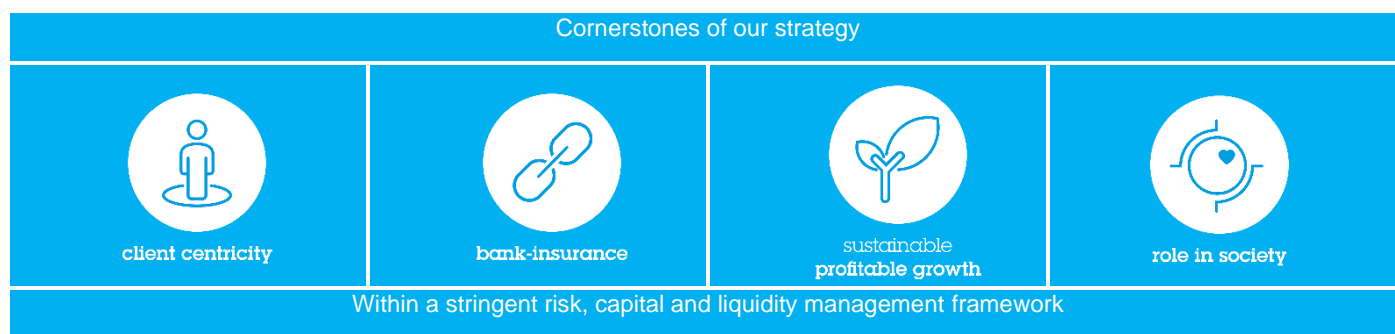 Cornerstones of our strategy
client centricity
bank-insurance
sustainable
profitable growth
role in society
Within a stringent risk, capital and liquidity management framework